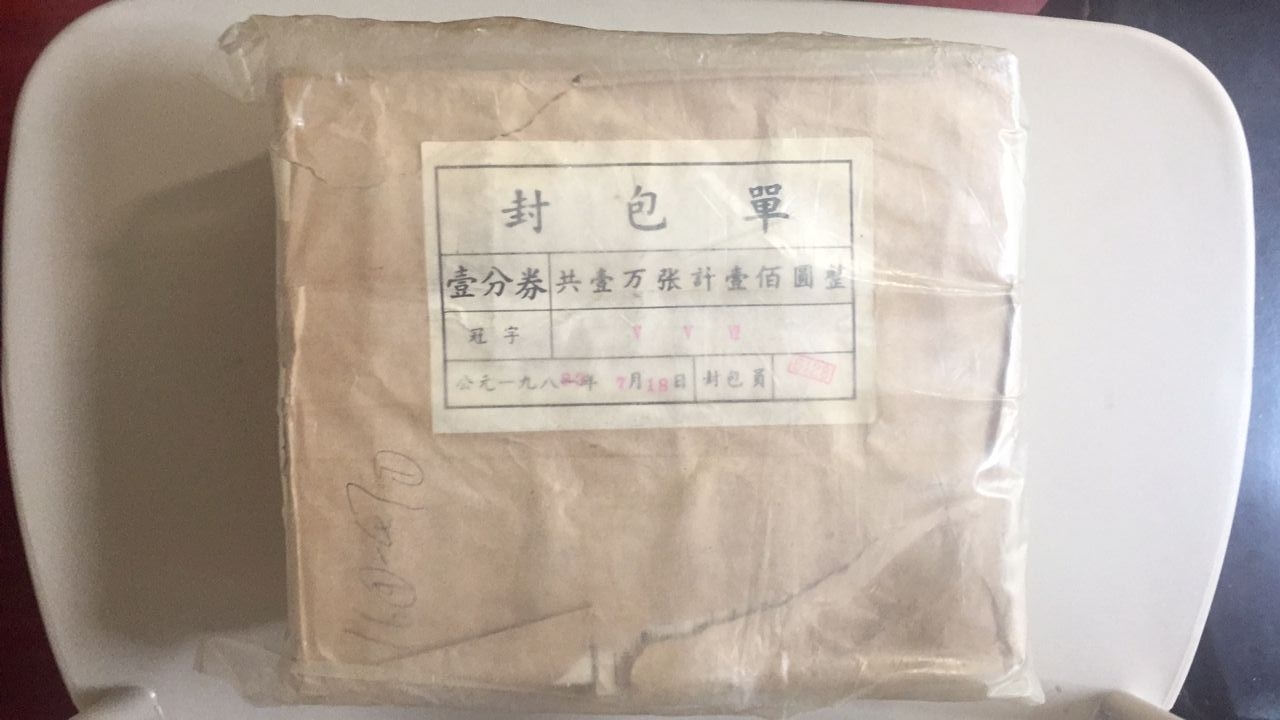 封包單
壹分券 共壹万张計壹佰圓整
冠字 V V VI
公元一九八 年 7月18日 封包員